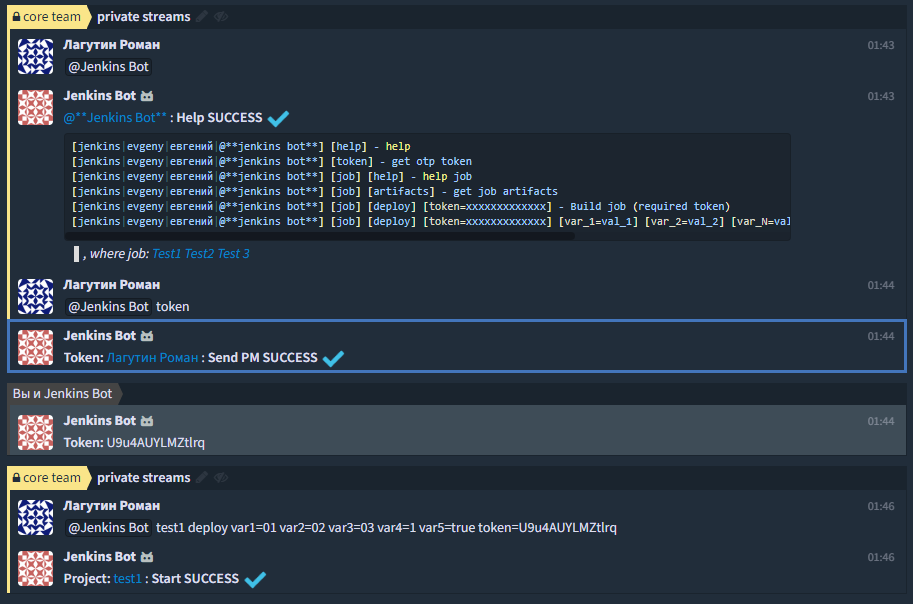 core team private streams
Лагутин Роман 01:43
@Jenkins Bot
Jenkins Bot 01:43
@**Jenkins Bot** : Help SUCCESS
[jenkins|evgeny|евгений|@**jenkins bot**] [help] - help
[jenkins|evgeny|евгений|@**jenkins bot**] [token] - get otp token
[jenkins|evgeny|евгений|@**jenkins bot**] [job] [help] - help job
[jenkins|evgeny|евгений|@**jenkins bot**] [job] [artifacts] - get job artifacts
[jenkins|evgeny|евгений|@**jenkins bot**] [job] [deploy] [token=xxxxxxxxxxxxx] - Build job (required token)
[jenkins|evgeny|евгений|@**jenkins bot**] [job] [deploy] [token=xxxxxxxxxxxxx] [var_1=val_1] [var_2=val_2] [var_N=val
, where job: Test1 Test2 Test 3
Лагутин Роман 01:44
@Jenkins Bot token
Jenkins Bot 01:44
Token: Лагутин Роман : Send PM SUCCESS
Вы и Jenkins Bot
Jenkins Bot 01:44
Token: U9u4AUYLMZtlrq
core team private streams
Лагутин Роман 01:46
@Jenkins Bot test1 deploy var1=01 var2=02 var3=03 var4=1 var5=true token=U9u4AUYLMZtlrq
Jenkins Bot 01:46
Project: test1 : Start SUCCESS